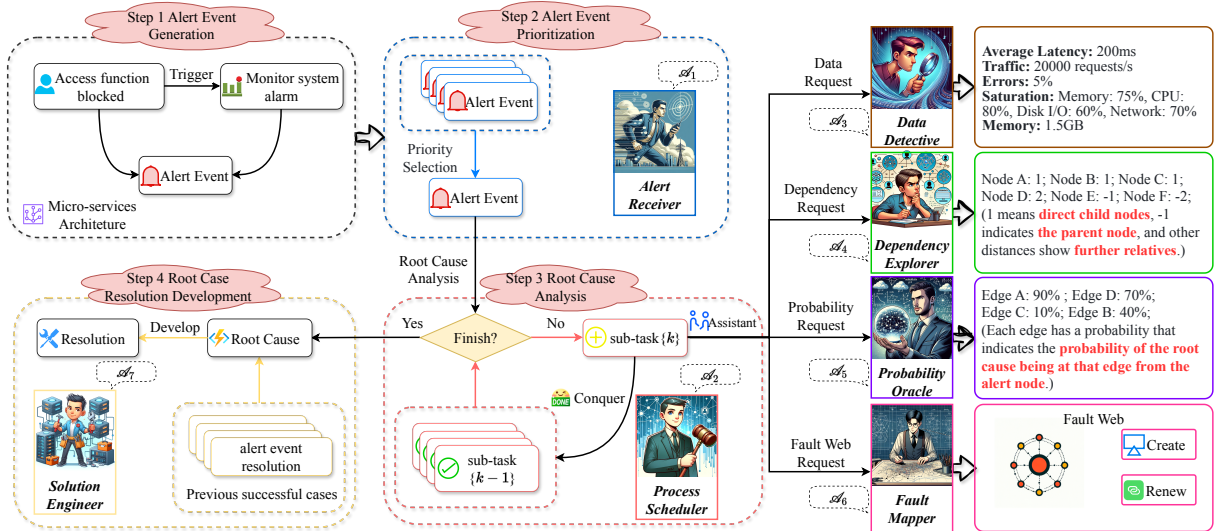 Step 1 Alert Event
Generation
Access function
blocked
Trigger
Monitor system
alarm
Alert Event
Micro-services
Architecture
Step 2 Alert Event
Prioritization
Alert Event
𝒜1
Priority
Selection
Alert Event
Alert
Receiver
Root Cause
Analysis
Step 3 Root Cause
Analysis
Finish?
Yes
No
sub-task{k}
Assistant
𝒜2
DONE
Conquer
sub-task
{k − 1}
Process
Scheduler
Step 4 Root Case
Resolution Development
Resolution
Develop
Root Cause
𝒜7
alert event
resolution
Previous successful cases
Solution
Engineer
Data
Request
𝒜3
Data
Detective
Average Latency: 200ms
Traffic: 20000 requests/s
Errors: 5%
Saturation: Memory: 75%, CPU:
80%, Disk I/O: 60%, Network: 70%
Memory: 1.5GB
Dependency
Request
𝒜4
Dependency
Explorer
Node A: 1; Node B: 1; Node C: 1;
Node D: 2; Node E: -1; Node F: -2;
(1 means direct child nodes, -1
indicates the parent node, and other
distances show further relatives.)
Probability
Request
𝒜5
Probability
Oracle
Edge A: 90% ; Edge D: 70%;
Edge C: 10%; Edge B: 40%;
(Each edge has a probability that
indicates the probability of the root
cause being at that edge from the
alert node.)
Fault Web
Request
𝒜6
Fault
Mapper
Fault Web
Create
Renew